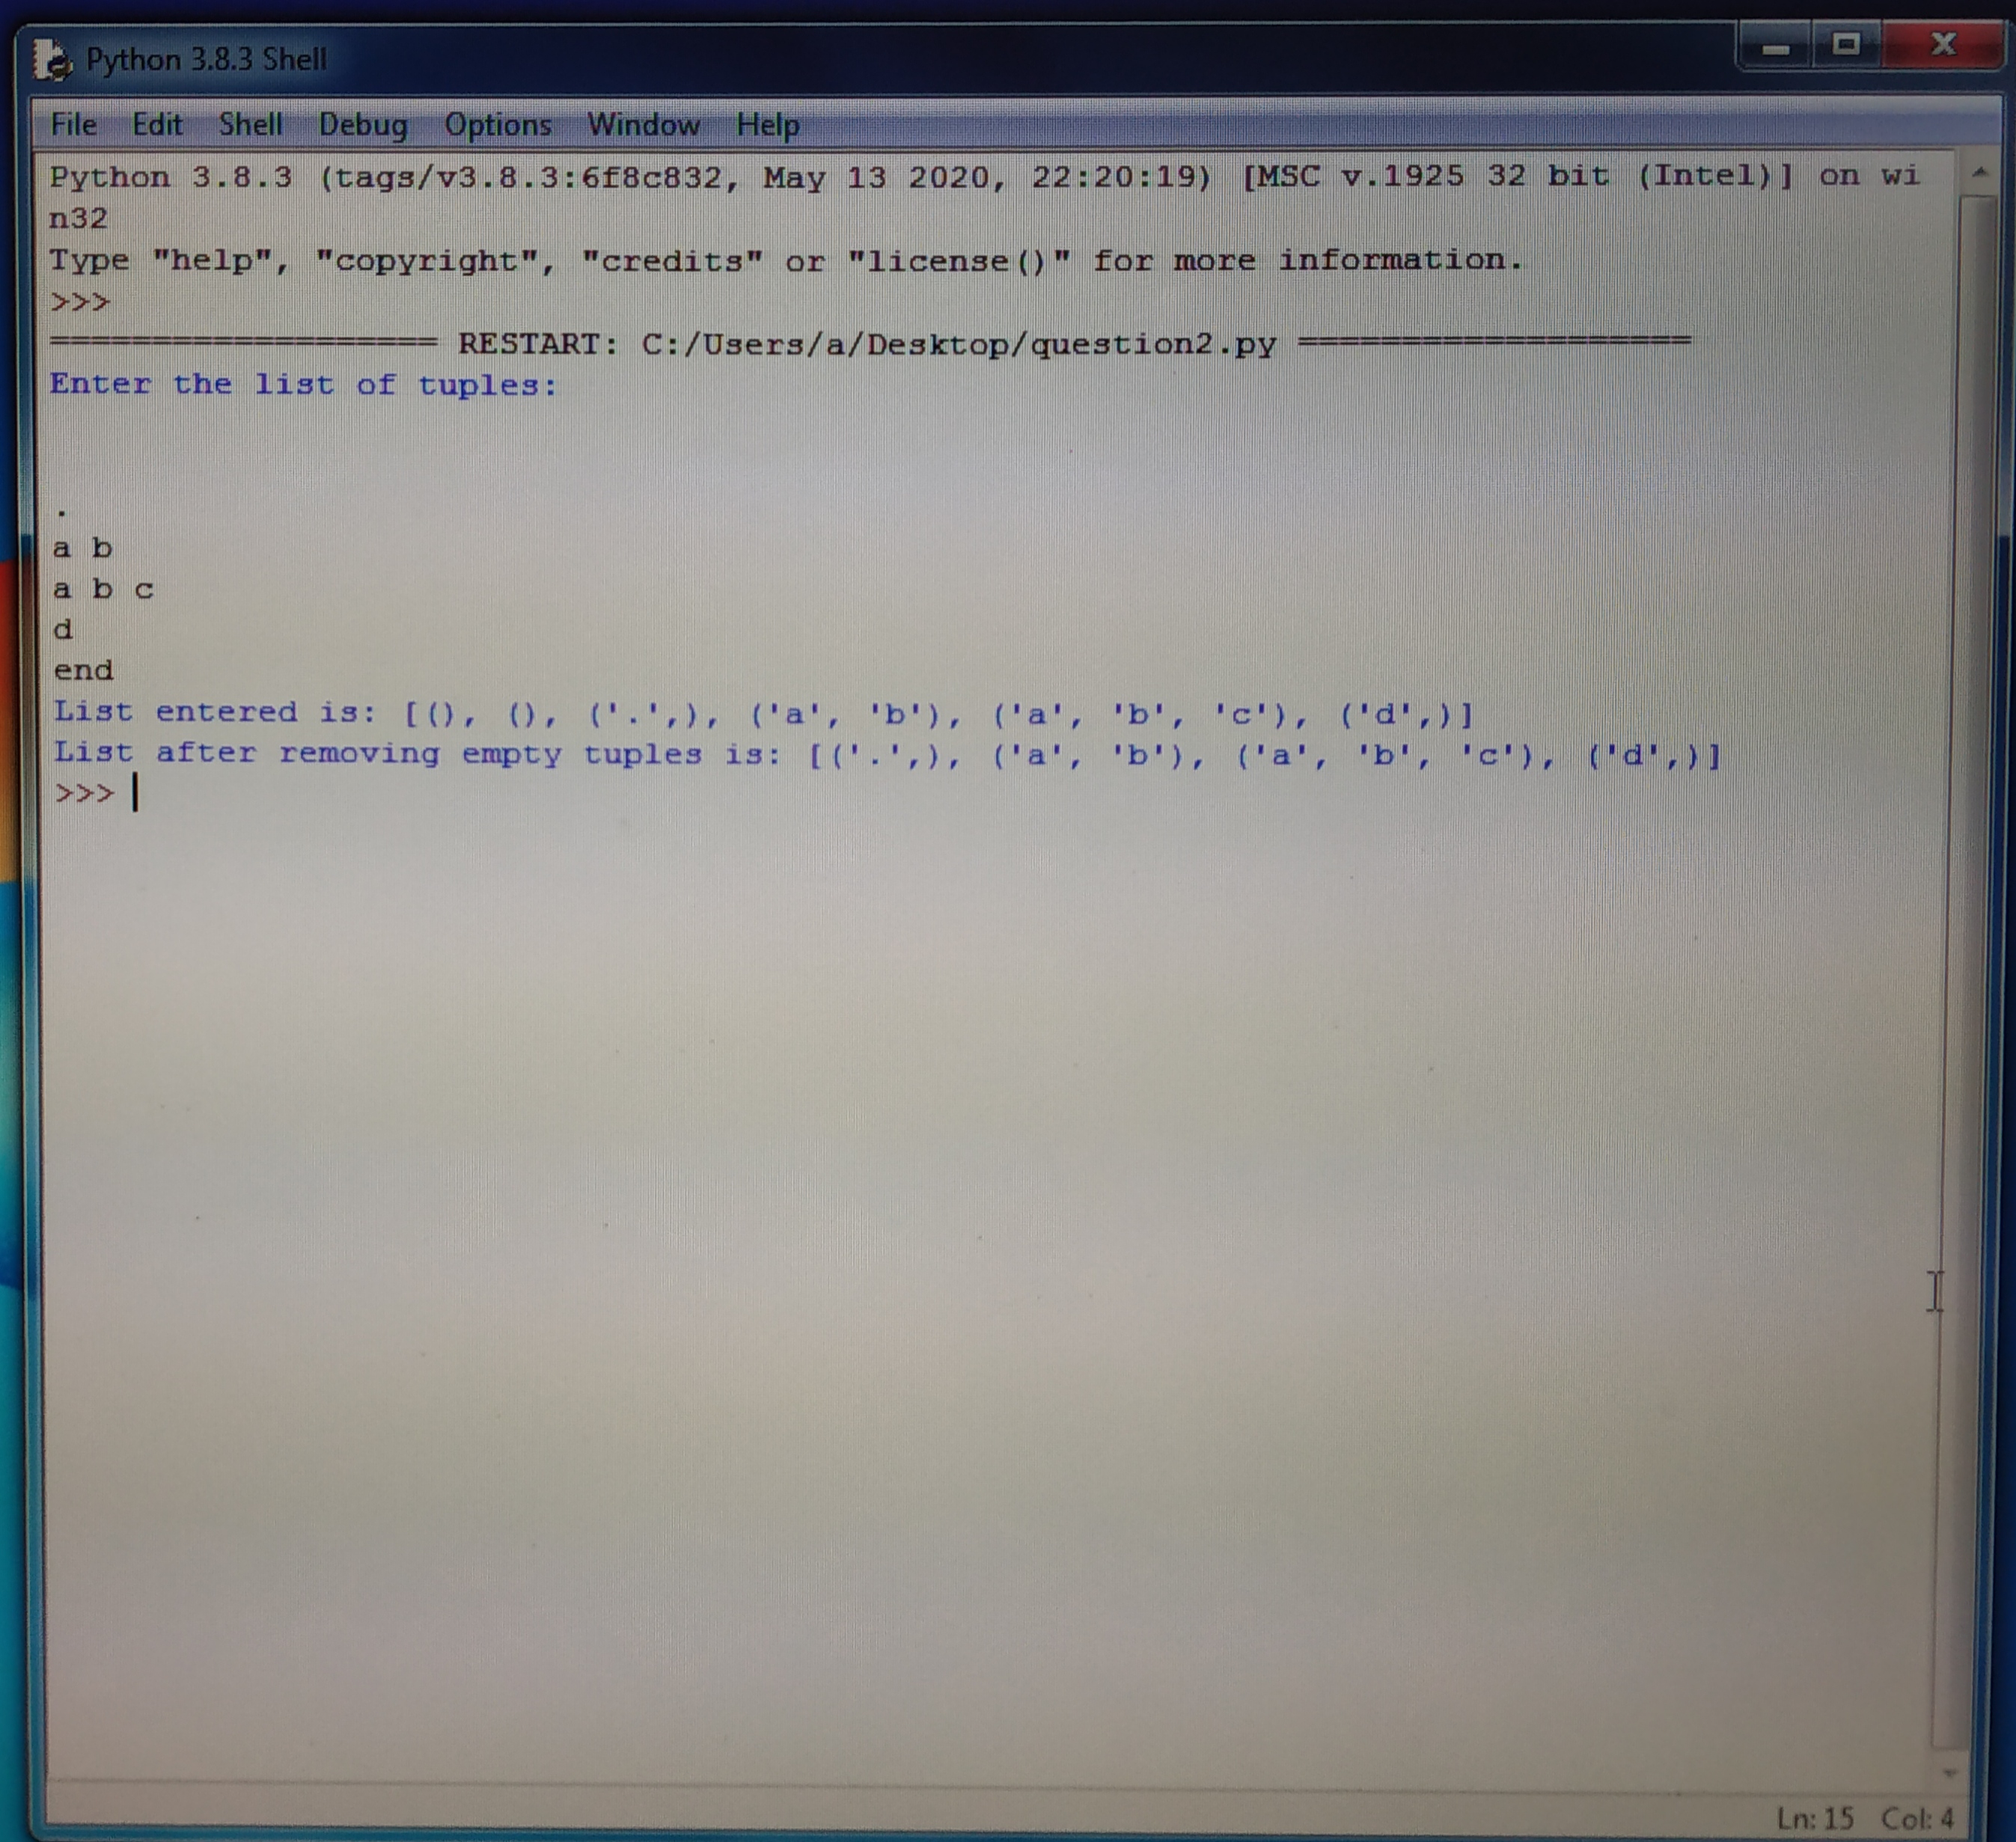 Python 3.8.3 Shell
File Edit Shell Debug Options Window Help
Python 3.8.3 (tags/v3.8.3:6f8c832, May 13 2020, 22:20:19) [MSC v.1925 32 bit (Intel)] on wi
n32
Type "help", "copyright", "credits" or "license()" for more information.
>>>
=================== RESTART: C:/Users/a/Desktop/question2.py ===================
Enter the list of tuples:
.
a b
a b c
d
end
List entered is: [(), (), ('.',), ('a', 'b'), ('a', 'b', 'c'), ('d',)]
List after removing empty tuples is: [('.',), ('a', 'b'), ('a', 'b', 'c'), ('d',)]
>>>
Ln: 15 Col: 4